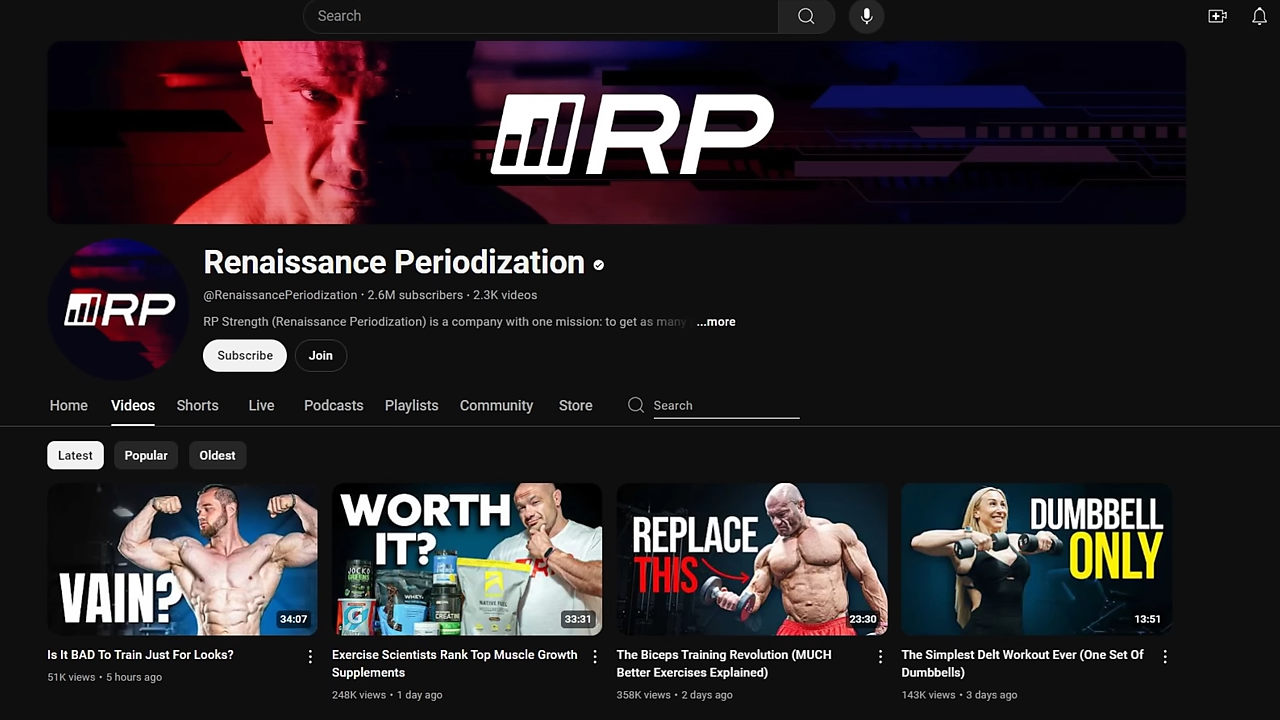 Search
RP
Renaissance Periodization
@RenaissancePeriodization • 2.6M subscribers • 2.3K videos
RP Strength (Renaissance Periodization) is a company with one mission: to get as many ...more
RP
Subscribe
Join
Home
Videos
Shorts
Live
Podcasts
Playlists
Community
Store
Search
Latest
Popular
Oldest
VAIN?
34:07
WORTH
IT?
JOCKO
WHEY
CREATINE
G
33:31
REPLACE
THIS
23:30
DUMBBELL
ONLY
13:51
Is It BAD To Train Just For Looks?
51K views • 5 hours ago
Exercise Scientists Rank Top Muscle Growth
Supplements
248K views • 1 day ago
The Biceps Training Revolution (MUCH
Better Exercises Explained)
358K views • 2 days ago
The Simplest Delt Workout Ever (One Set Of
Dumbbells)
143K views • 3 days ago